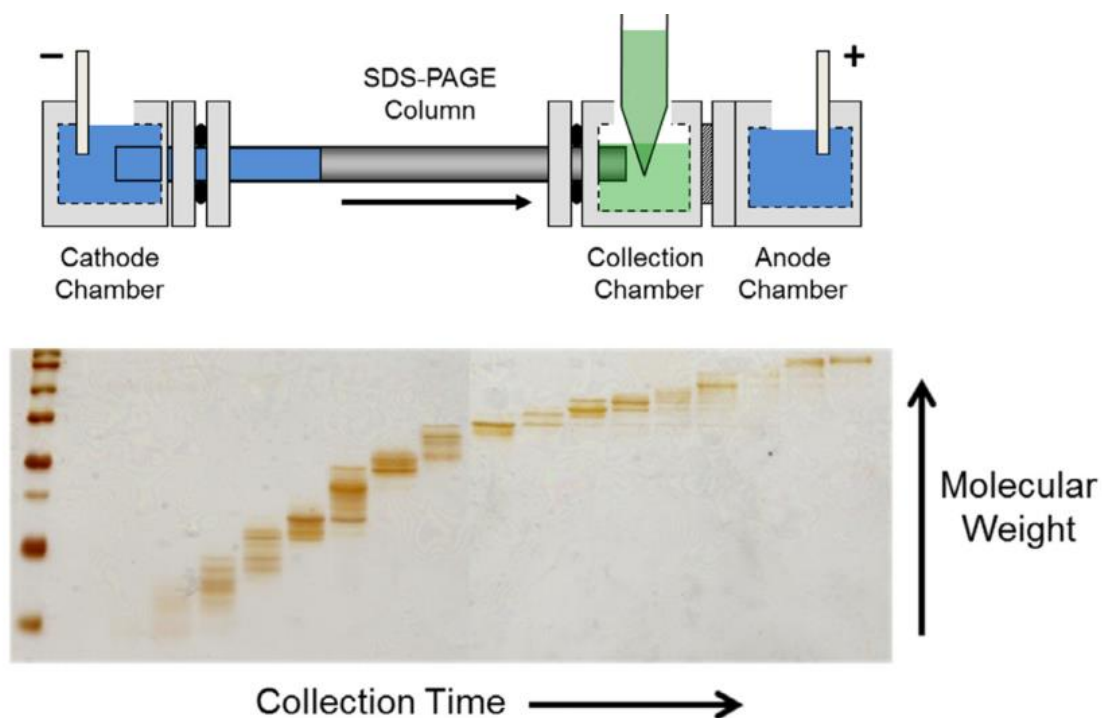 –
+
SDS-PAGE
Column
Cathode
Chamber
Collection
Chamber
Anode
Chamber
Molecular
Weight
Collection Time